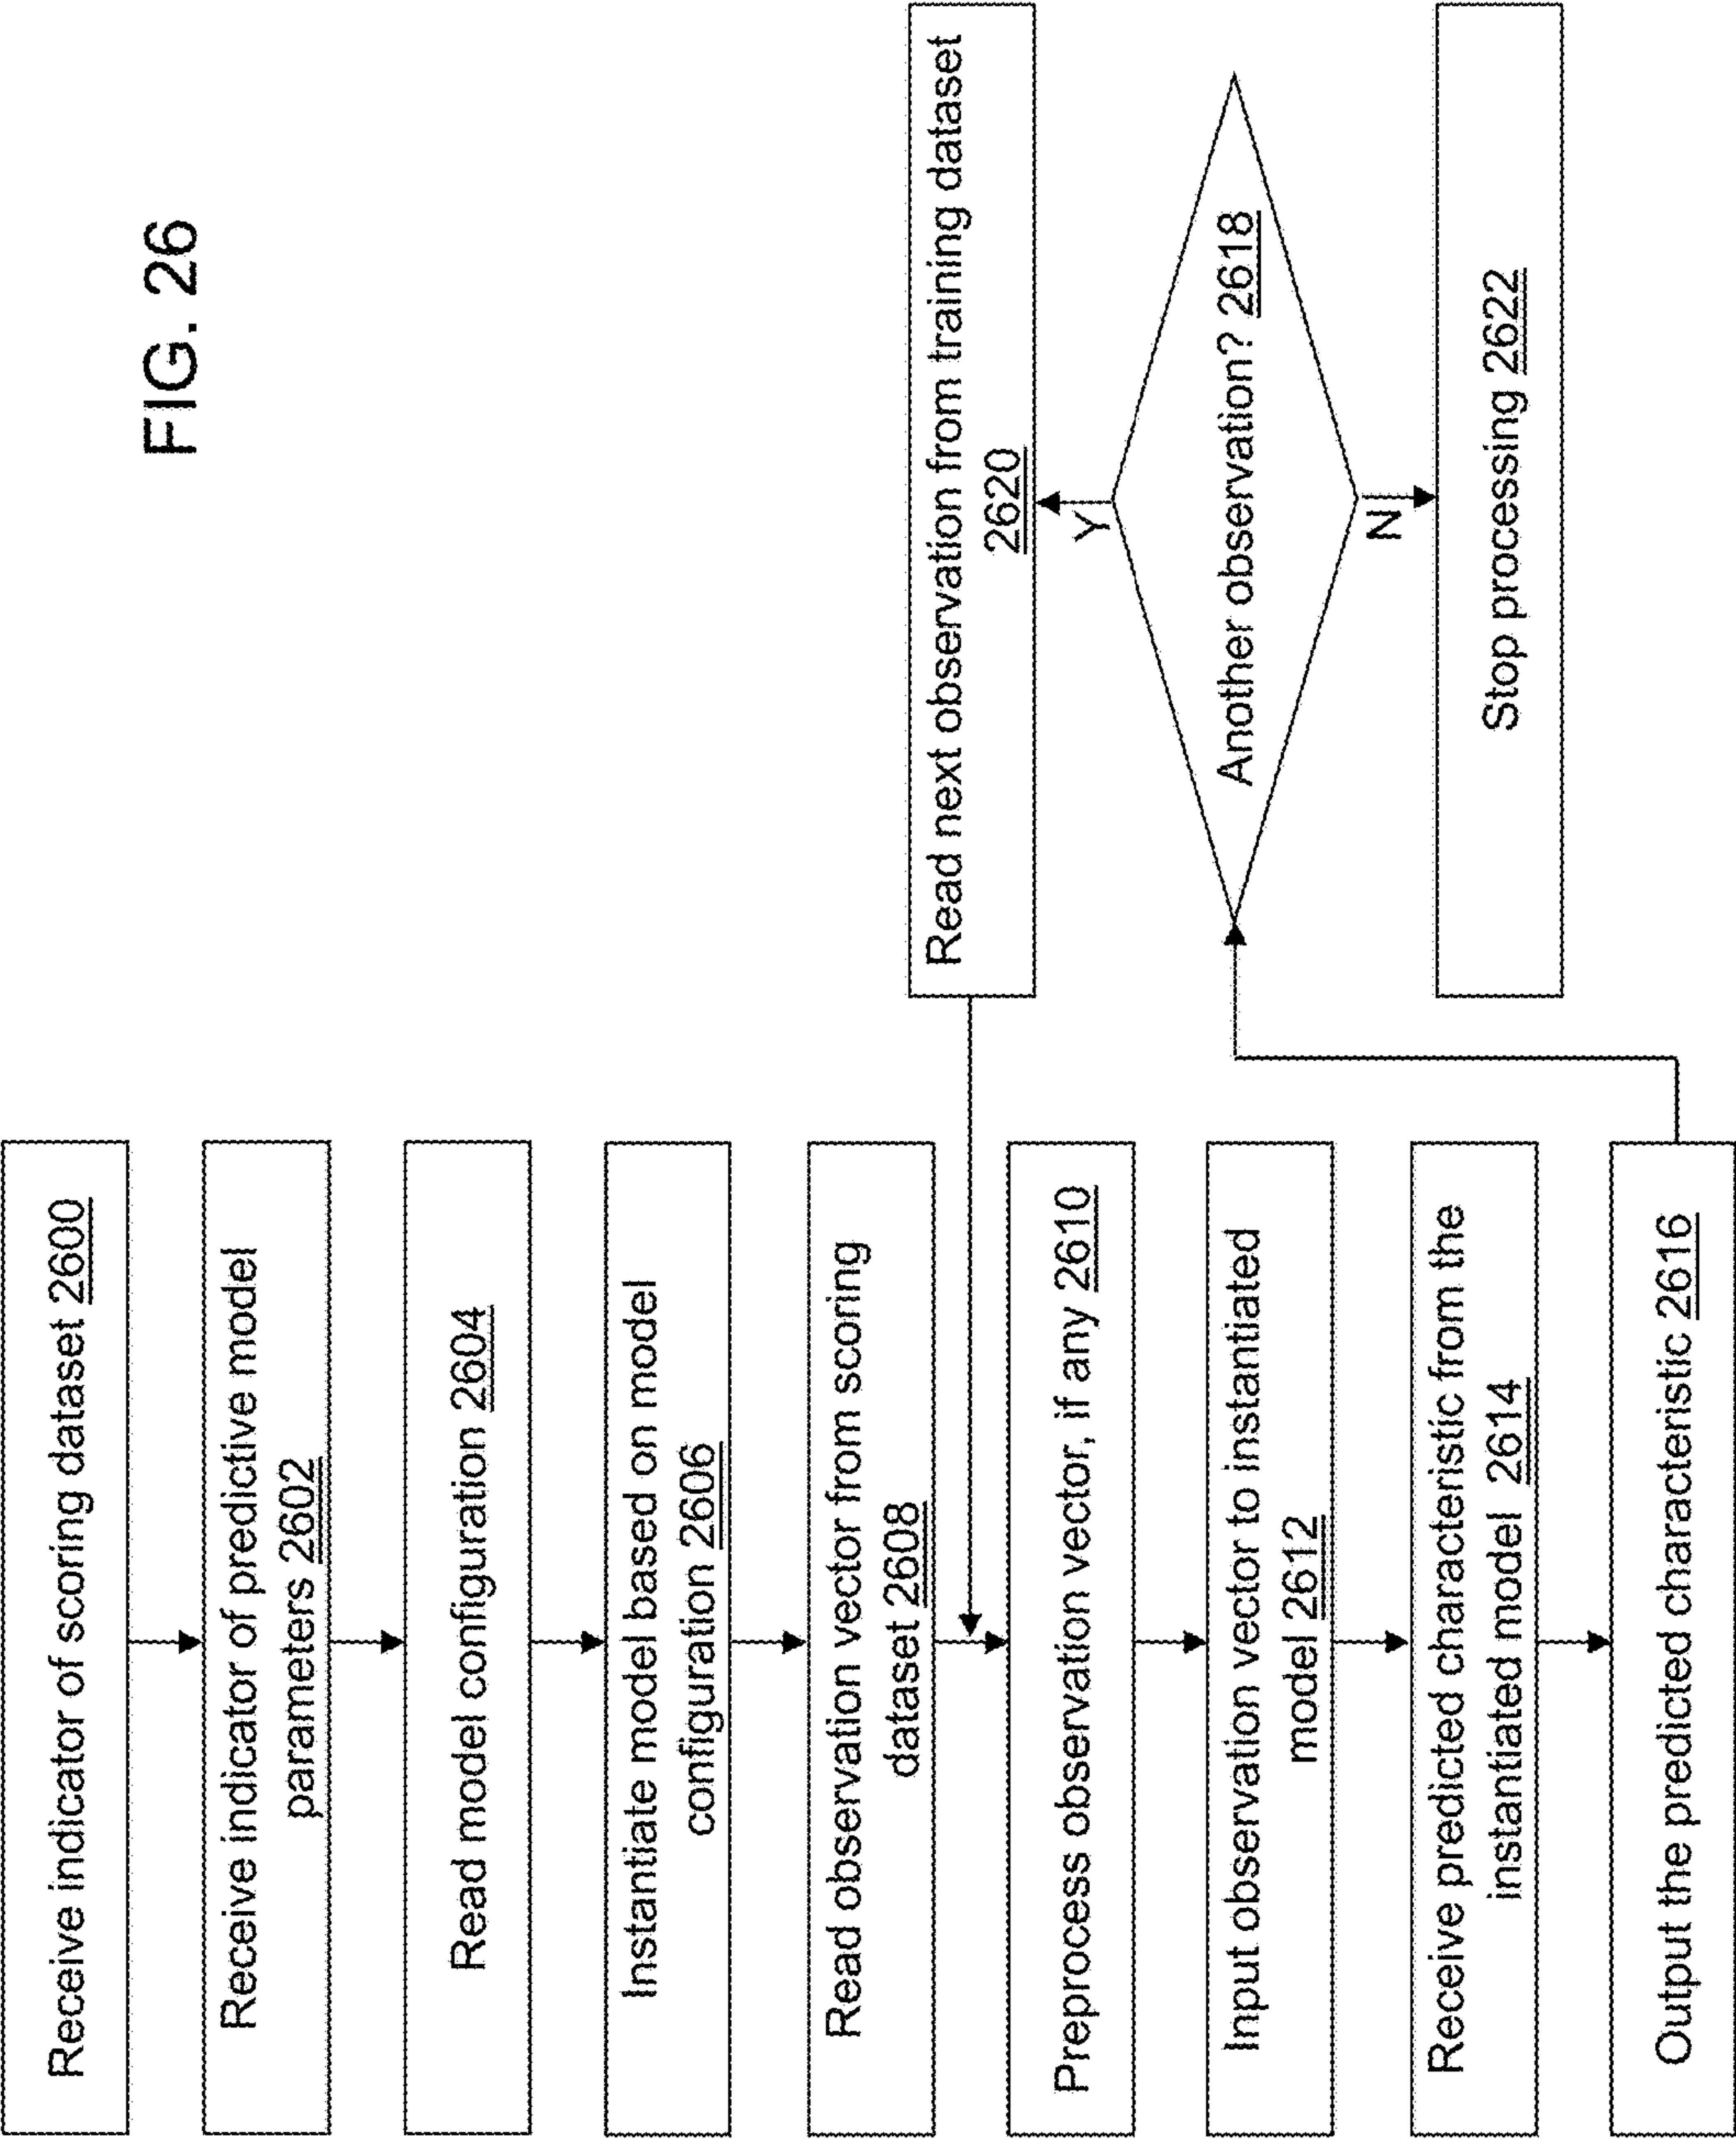 FIG. 26
Receive indicator of scoring dataset 2600
Receive indicator of predictive model
parameters 2602
Read model configuration 2604
Instantiate model based on model
configuration 2606
Read observation vector from scoring
dataset 2608
Preprocess observation vector, if any 2610
Input observation vector to instantiated
model 2612
Receive predicted characteristic from the
instantiated model 2614
Output the predicted characteristic 2616
Read next observation from training dataset
2620
Y
Another observation? 2618
N
Stop processing 2622